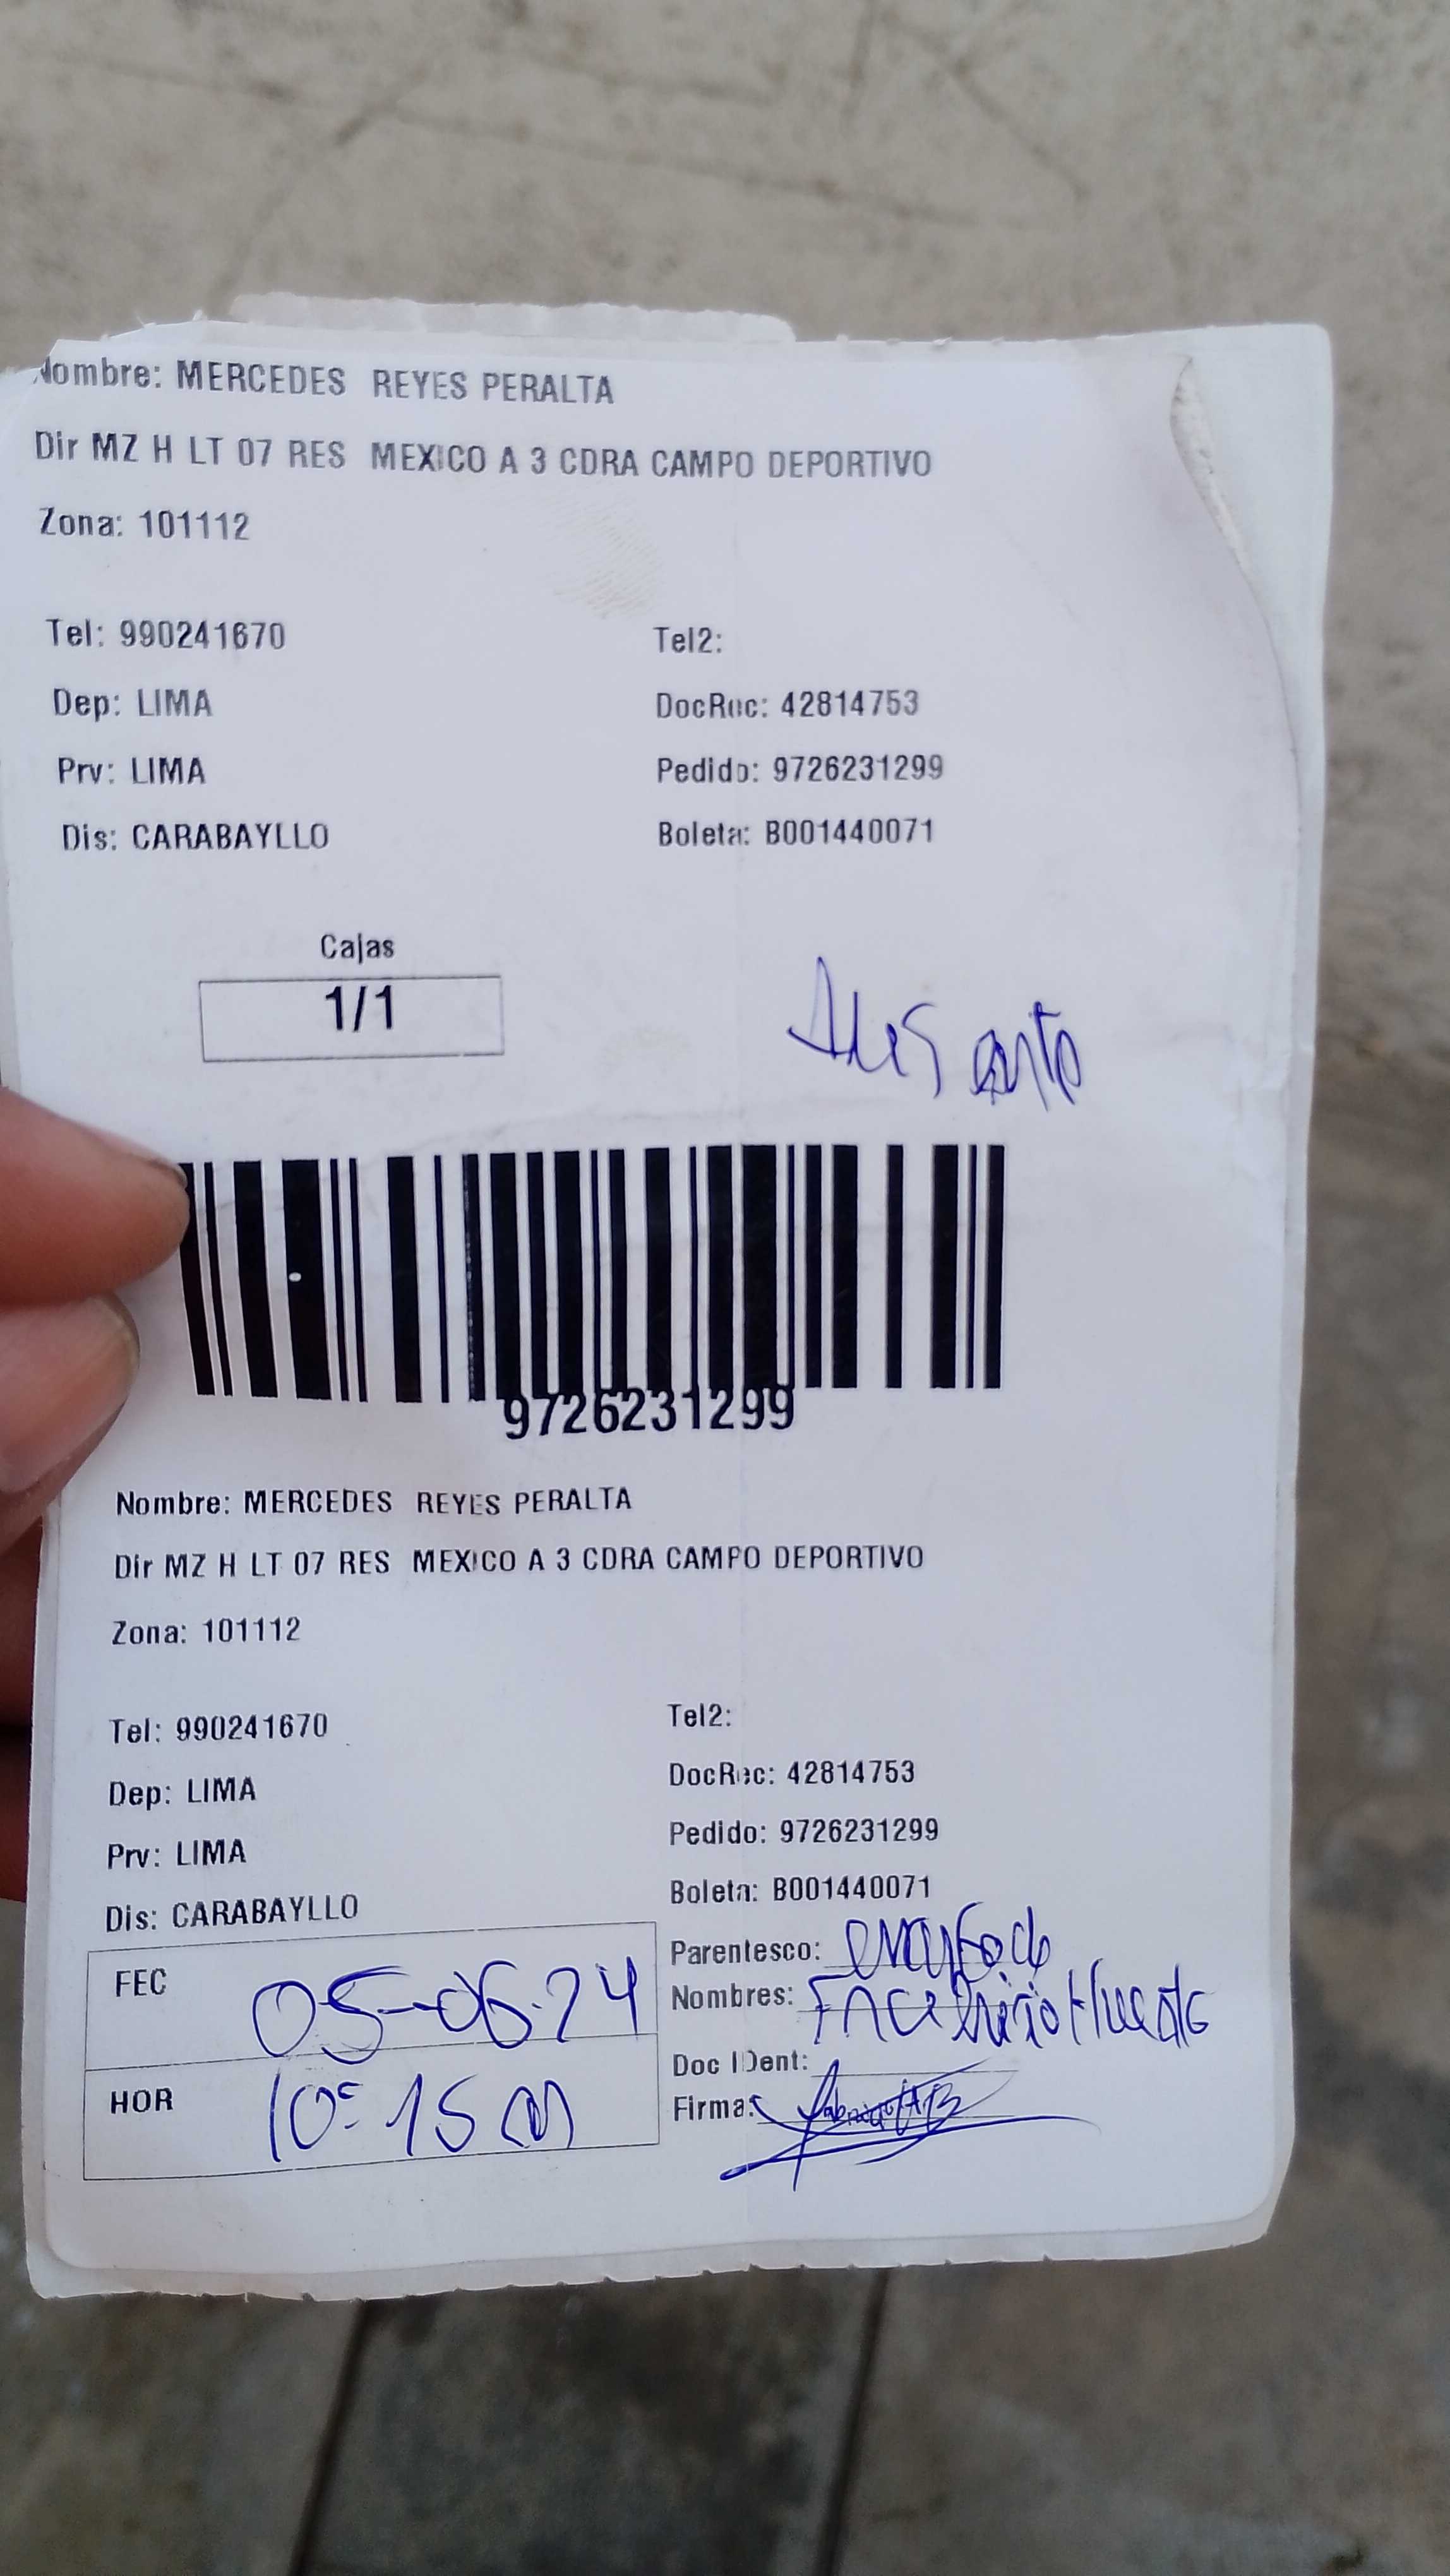 Nombre: MERCEDES REYES PERALTA
Dir MZ H LT 07 RES MEXICO A 3 CDRA CAMPO DEPORTIVO
Zona: 101112
Tel: 990241670 Tel2:
Dep: LIMA DocRec: 42814753
Prv: LIMA Pedido: 9726231299
Dis: CARABAYLLO Boleta: B001440071
Cajas
1/1
9726231299
Nombre: MERCEDES REYES PERALTA
Dir MZ H LT 07 RES MEXICO A 3 CDRA CAMPO DEPORTIVO
Zona: 101112
Tel: 990241670 Tel2:
Dep: LIMA DocRec: 42814753
Prv: LIMA Pedido: 9726231299
Dis: CARABAYLLO Boleta: B001440071
Parentesco:
FEC 05-06-24 Nombres:
Doc IDent:
HOR 10:15 Firma: